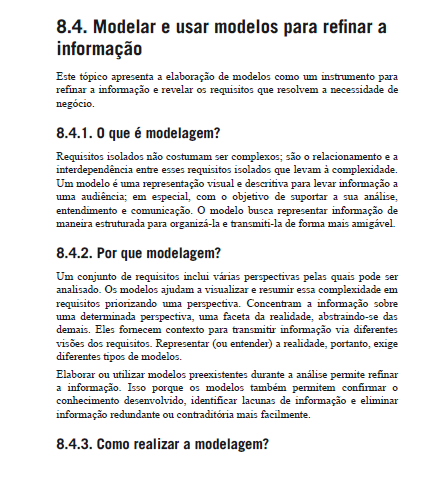 8.4. Modelar e usar modelos para refinar a
informação
Este tópico apresenta a elaboração de modelos como um instrumento para
refinar a informação e revelar os requisitos que resolvem a necessidade de
negócio.
8.4.1. O que é modelagem?
Requisitos isolados não costumam ser complexos; são o relacionamento e a
interdependência entre esses requisitos isolados que levam à complexidade.
Um modelo é uma representação visual e descritiva para levar informação a
uma audiência; em especial, com o objetivo de suportar a sua análise,
entendimento e comunicação. O modelo busca representar informação de
maneira estruturada para organizá-la e transmiti-la de forma mais amigável.
8.4.2. Por que modelagem?
Um conjunto de requisitos inclui várias perspectivas pelas quais pode ser
analisado. Os modelos ajudam a visualizar e resumir essa complexidade em
requisitos priorizando uma perspectiva. Concentram a informação sobre
uma determinada perspectiva, uma faceta da realidade, abstraindo-se das
demais. Eles fornecem contexto para transmitir informação via diferentes
visões dos requisitos. Representar (ou entender) a realidade, portanto, exige
diferentes tipos de modelos.
Elaborar ou utilizar modelos preexistentes durante a análise permite refinar
a informação. Isso porque os modelos também permitem confirmar o
conhecimento desenvolvido, identificar lacunas de informação e eliminar
informação redundante ou contraditória mais facilmente.
8.4.3. Como realizar a modelagem?